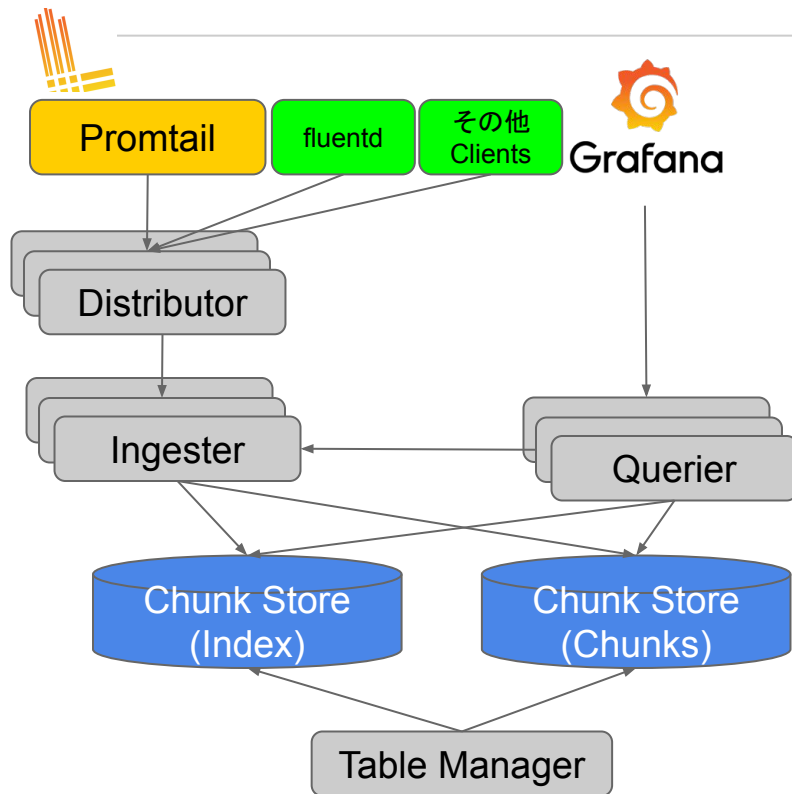 Promtail
fluentd
その他
Clients
Grafana
Distributor
Ingester
Querier
Chunk Store
(Index)
Chunk Store
(Chunks)
Table Manager